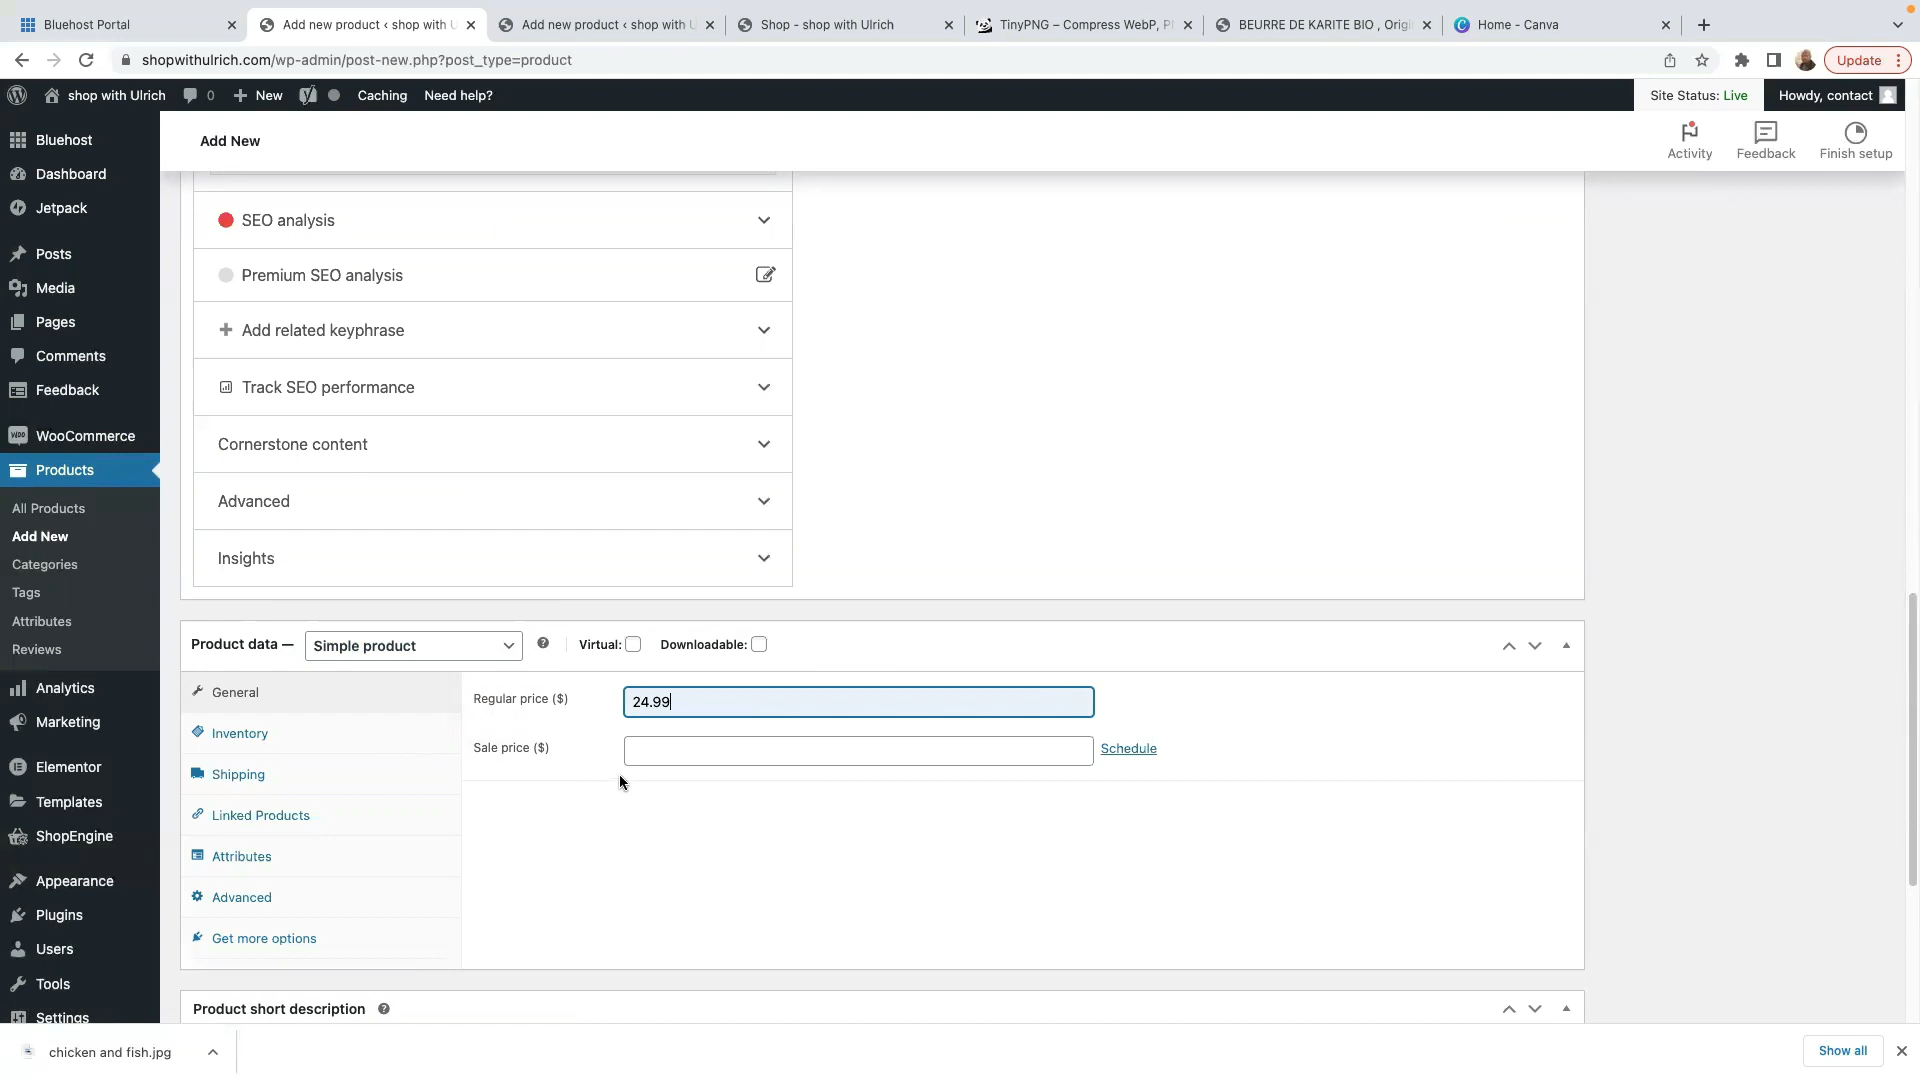 Bluehost Portal
Add new product ‹ shop with U
Add new product ‹ shop with U
Shop - shop with Ulrich
TinyPNG – Compress WebP, P
BEURRE DE KARITE BIO , Origi
Home - Canva
shopwithulrich.com/wp-admin/post-new.php?post_type=product
Update
shop with Ulrich
0
New
Caching
Need help?
Site Status: Live
Howdy, contact
Add New
Activity
Feedback
Finish setup
Bluehost
Dashboard
Jetpack
Posts
Media
Pages
Comments
Feedback
WooCommerce
Products
All Products
Add New
Categories
Tags
Attributes
Reviews
Analytics
Marketing
Elementor
Templates
ShopEngine
Appearance
Plugins
Users
Tools
Settings
SEO analysis
Premium SEO analysis
Add related keyphrase
Track SEO performance
Cornerstone content
Advanced
Insights
Product data —
Simple product
Virtual:
Downloadable:
General
Inventory
Shipping
Linked Products
Attributes
Advanced
Get more options
Regular price ($)
24.99
Sale price ($)
Schedule
Product short description
chicken and fish.jpg
Show all